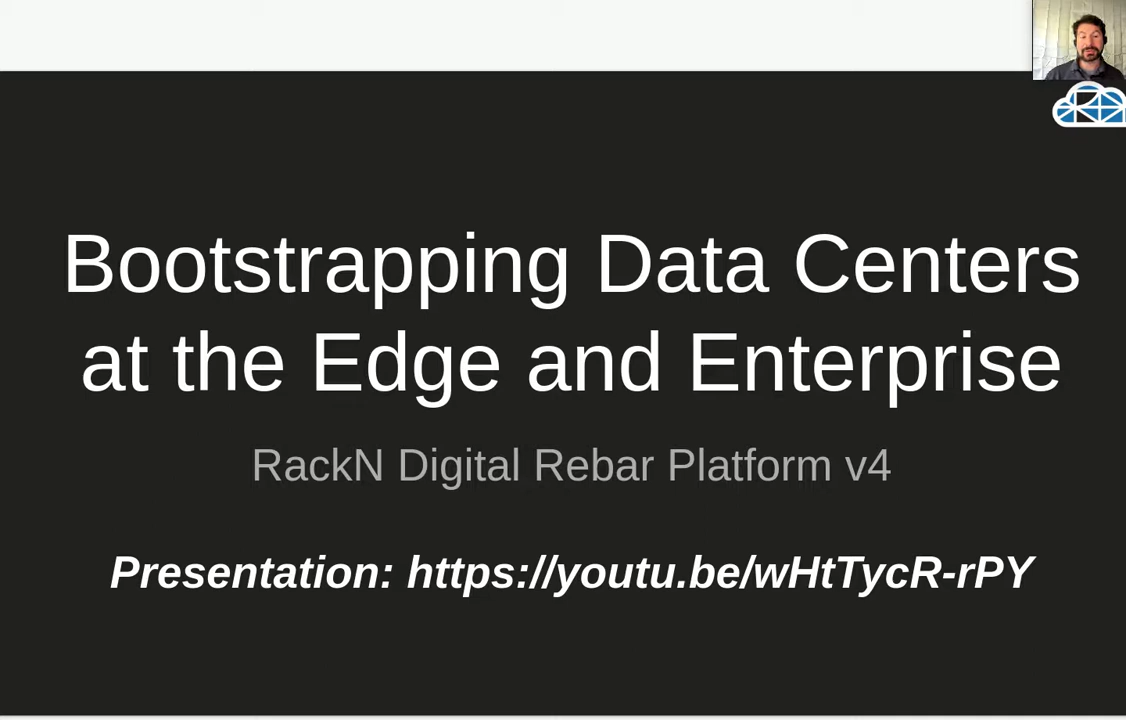 Bootstrapping Data Centers
at the Edge and Enterprise
RackN Digital Rebar Platform v4
Presentation: https://youtu.be/wHtTycR-rPY